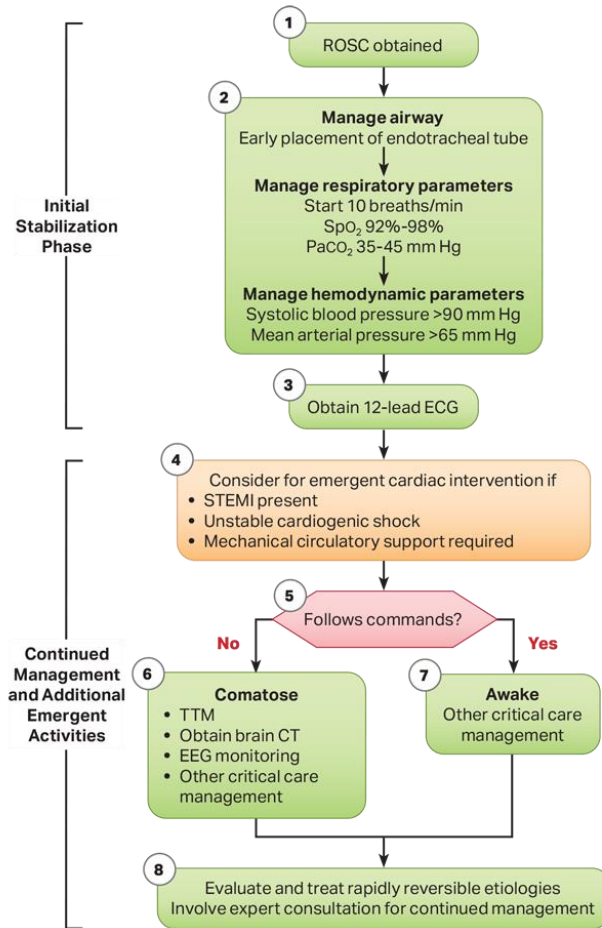 1
ROSC obtained
2
Manage airway
Early placement of endotracheal tube
Manage respiratory parameters
Start 10 breaths/min
SpO₂ 92%-98%
PaCO₂ 35-45 mm Hg
Manage hemodynamic parameters
Systolic blood pressure >90 mm Hg
Mean arterial pressure >65 mm Hg
Initial
Stabilization
Phase
3
Obtain 12-lead ECG
4
Consider for emergent cardiac intervention if
• STEMI present
• Unstable cardiogenic shock
• Mechanical circulatory support required
5
Follows commands?
No
Yes
Continued
Management
and Additional
Emergent
Activities
6
Comatose
• TTM
• Obtain brain CT
• EEG monitoring
• Other critical care
management
7
Awake
Other critical care
management
8
Evaluate and treat rapidly reversible etiologies
Involve expert consultation for continued management